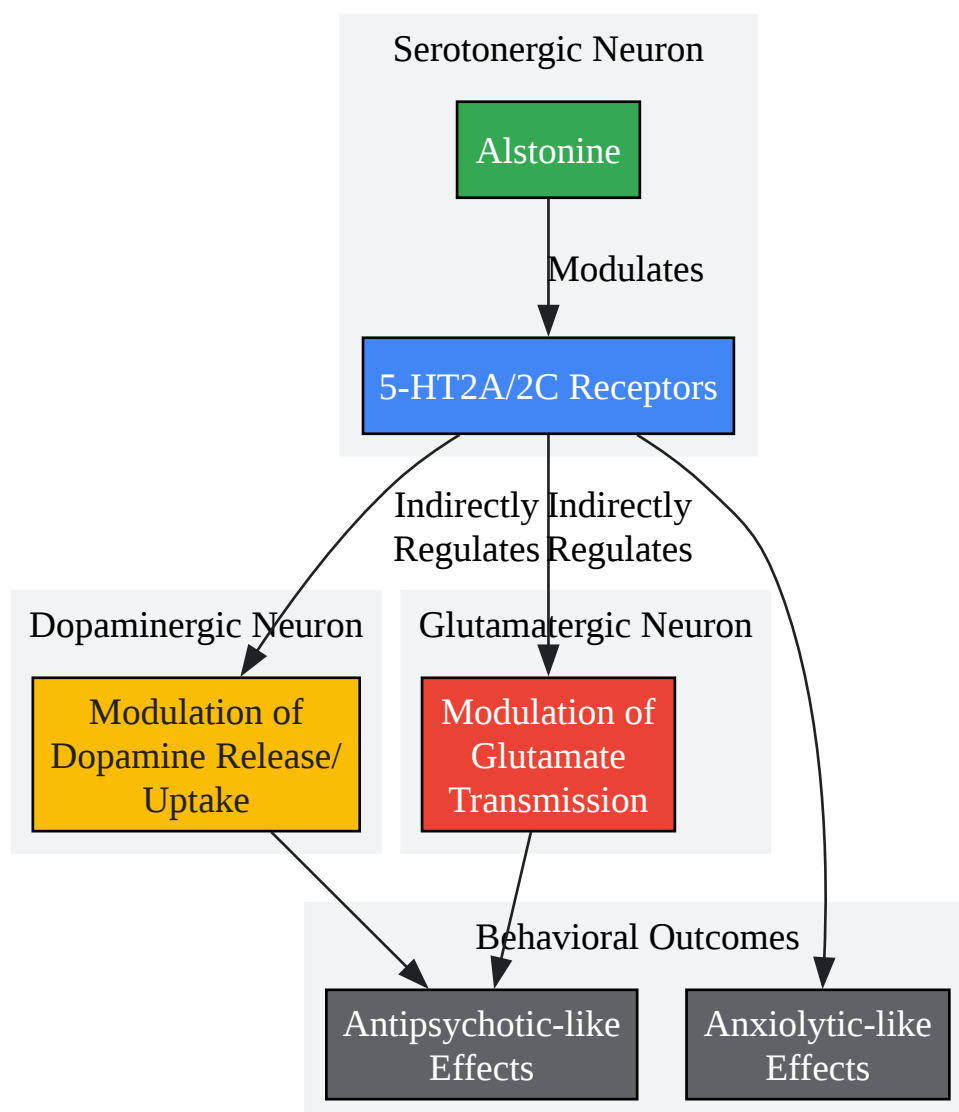 Serotonergic Neuron
Alstonine
Modulates
5-HT2A/2C Receptors
Indirectly
Regulates
Indirectly
Regulates
Dopaminergic Neuron
Modulation of
Dopamine Release/
Uptake
Glutamatergic Neuron
Modulation of
Glutamate
Transmission
Behavioral Outcomes
Antipsychotic-like
Effects
Anxiolytic-like
Effects